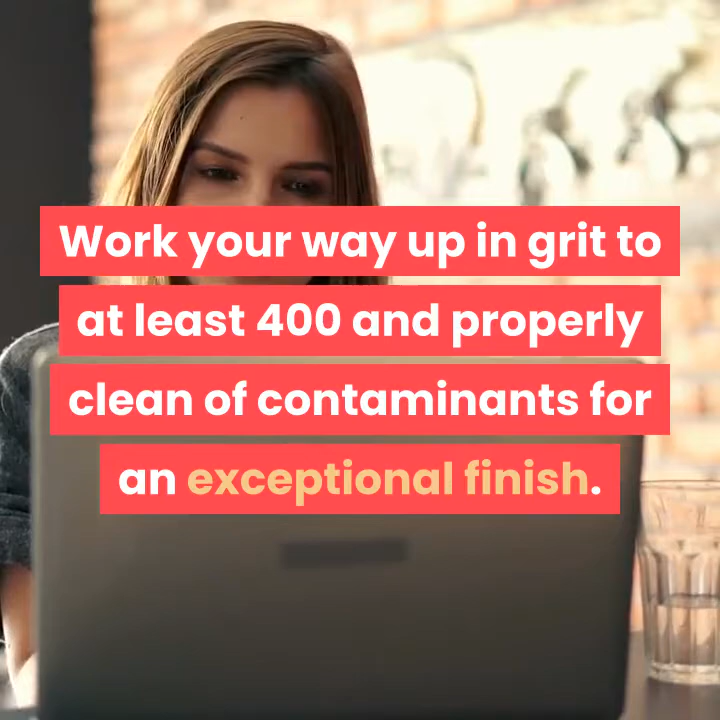 Work your way up in grit to
at least 400 and properly
clean of contaminants for
an exceptional finish.